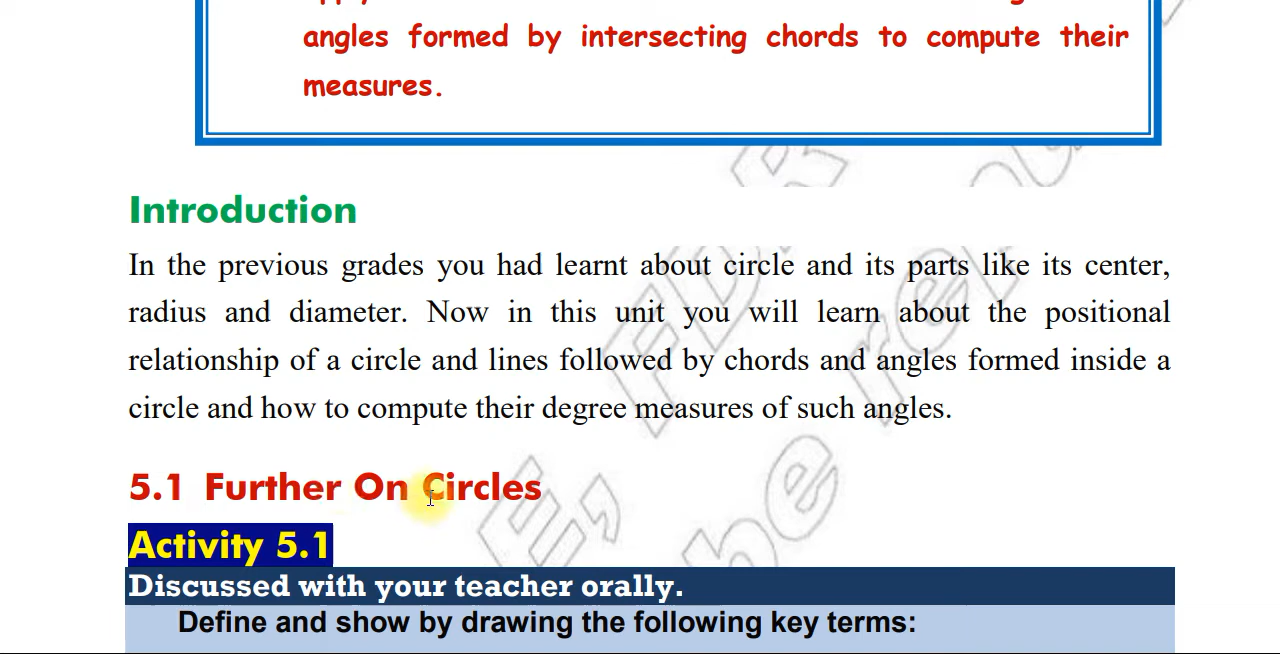 angles formed by intersecting chords to compute their
measures.
Introduction
In the previous grades you had learnt about circle and its parts like its center,
radius and diameter. Now in this unit you will learn about the positional
relationship of a circle and lines followed by chords and angles formed inside a
circle and how to compute their degree measures of such angles.
5.1 Further On Circles
Activity 5.1
Discussed with your teacher orally.
Define and show by drawing the following key terms: